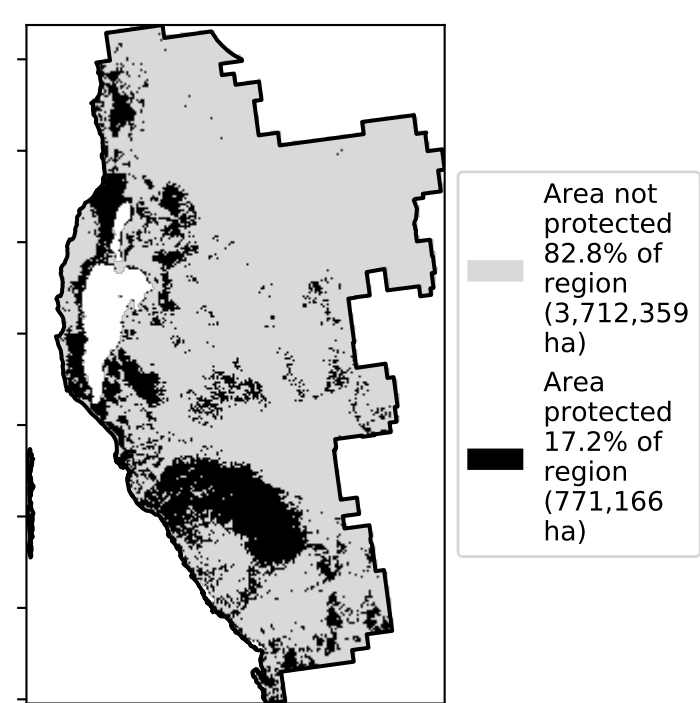 Area not
protected
82.8% of
region
(3,712,359
ha)
Area
protected
17.2% of
region
(771,166
ha)